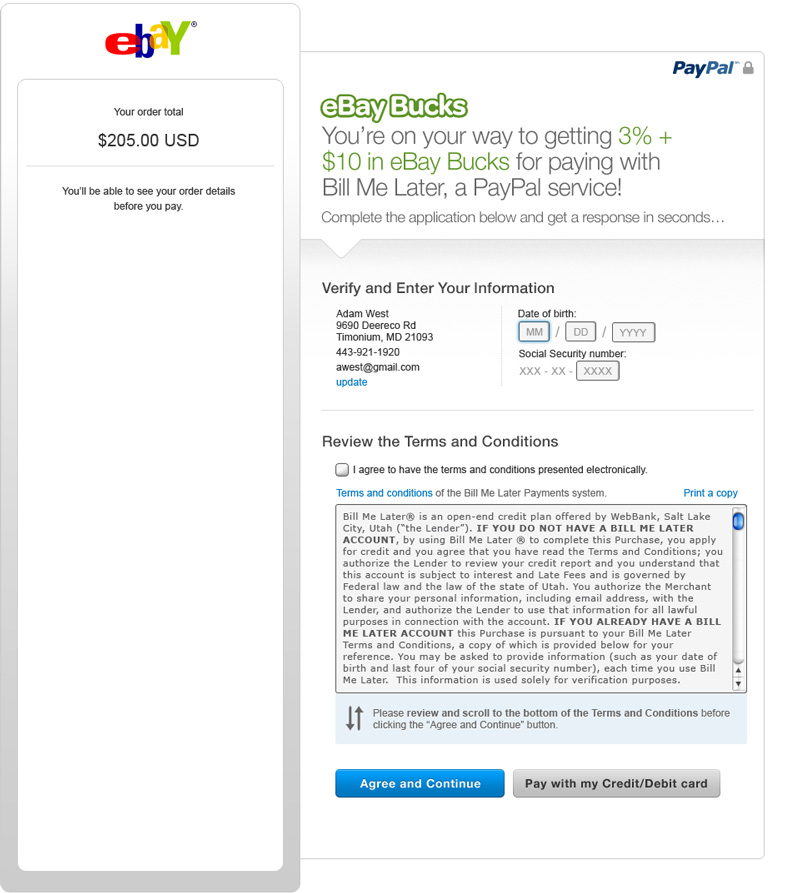 ebay®
Your order total
$205.00 USD
You'll be able to see your order details
before you pay.
PayPal™
eBay Bucks
You're on your way to getting 3% +
$10 in eBay Bucks for paying with
Bill Me Later, a PayPal service!
Complete the application below and get a response in seconds…
Verify and Enter Your Information
Adam West
9690 Deereco Rd
Timonium, MD 21093
443-921-1920
awest@gmail.com
update
Date of birth:
MM / DD / YYYY
Social Security number:
XXX - XX - XXXX
Review the Terms and Conditions
I agree to have the terms and conditions presented electronically.
Terms and conditions of the Bill Me Later Payments system. Print a copy
Bill Me Later® is an open-end credit plan offered by WebBank, Salt Lake
City, Utah (“the Lender”). IF YOU DO NOT HAVE A BILL ME LATER
ACCOUNT, by using Bill Me Later ® to complete this Purchase, you apply
for credit and you agree that you have read the Terms and Conditions; you
authorize the Lender to review your credit report and you understand that
this account is subject to interest and Late Fees and is governed by
Federal law and the law of the state of Utah. You authorize the Merchant
to share your personal information, including email address, with the
Lender, and authorize the Lender to use that information for all lawful
purposes in connection with the account. IF YOU ALREADY HAVE A BILL
ME LATER ACCOUNT this Purchase is pursuant to your Bill Me Later
Terms and Conditions, a copy of which is provided below for your
reference. You may be asked to provide information (such as your date of
birth and last four of your social security number), each time you use Bill
Me Later. This information is used solely for verification purposes.
Please review and scroll to the bottom of the Terms and Conditions before
clicking the “Agree and Continue” button.
Agree and Continue
Pay with my Credit/Debit card